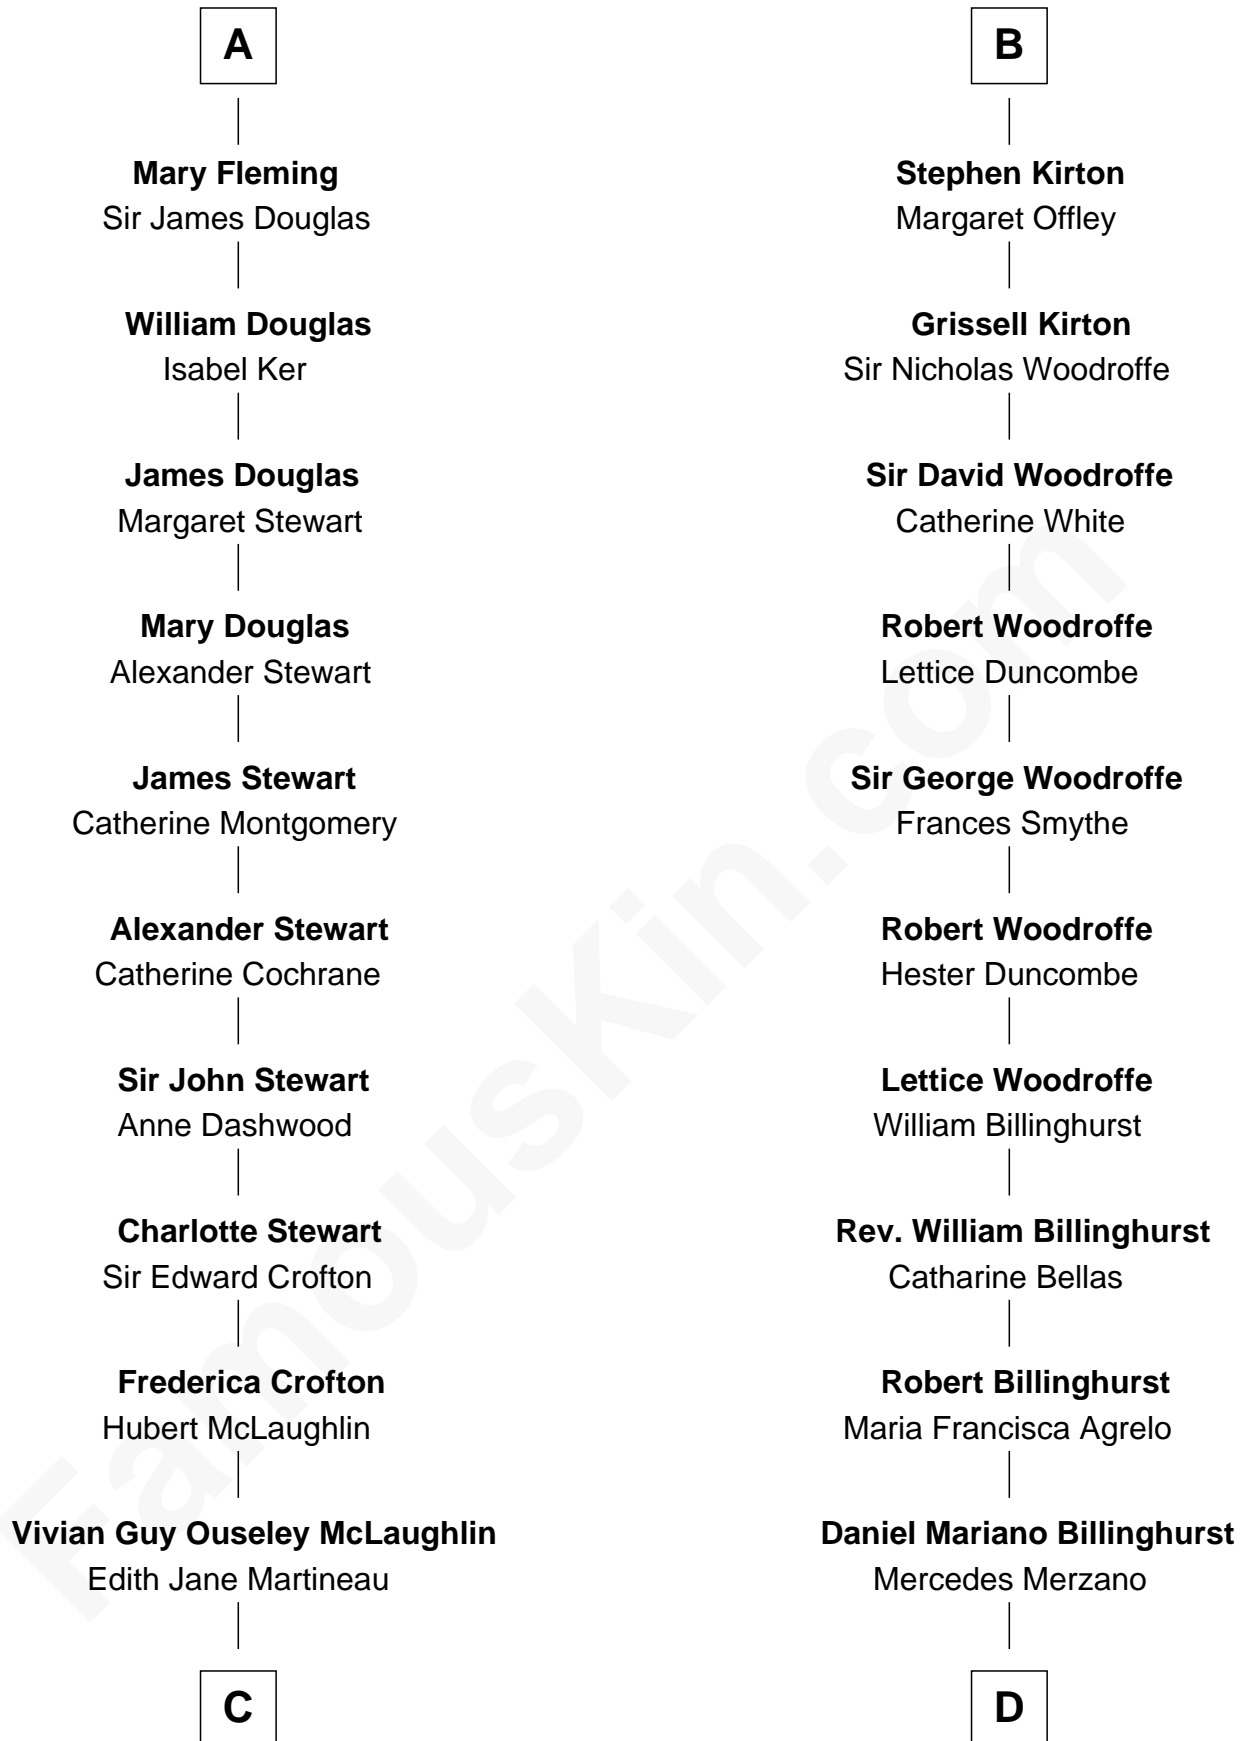 A
Mary Fleming
Sir James Douglas
William Douglas
Isabel Ker
James Douglas
Margaret Stewart
Mary Douglas
Alexander Stewart
James Stewart
Catherine Montgomery
Alexander Stewart
Catherine Cochrane
Sir John Stewart
Anne Dashwood
Charlotte Stewart
Sir Edward Crofton
Frederica Crofton
Hubert McLaughlin
Vivian Guy Ouseley McLaughlin
Edith Jane Martineau
C
B
Stephen Kirton
Margaret Offley
Grissell Kirton
Sir Nicholas Woodroffe
Sir David Woodroffe
Catherine White
Robert Woodroffe
Lettice Duncombe
Sir George Woodroffe
Frances Smythe
Robert Woodroffe
Hester Duncombe
Lettice Woodroffe
William Billinghurst
Rev. William Billinghurst
Catharine Bellas
Robert Billinghurst
Maria Francisca Agrelo
Daniel Mariano Billinghurst
Mercedes Merzano
D
FamousKin.com